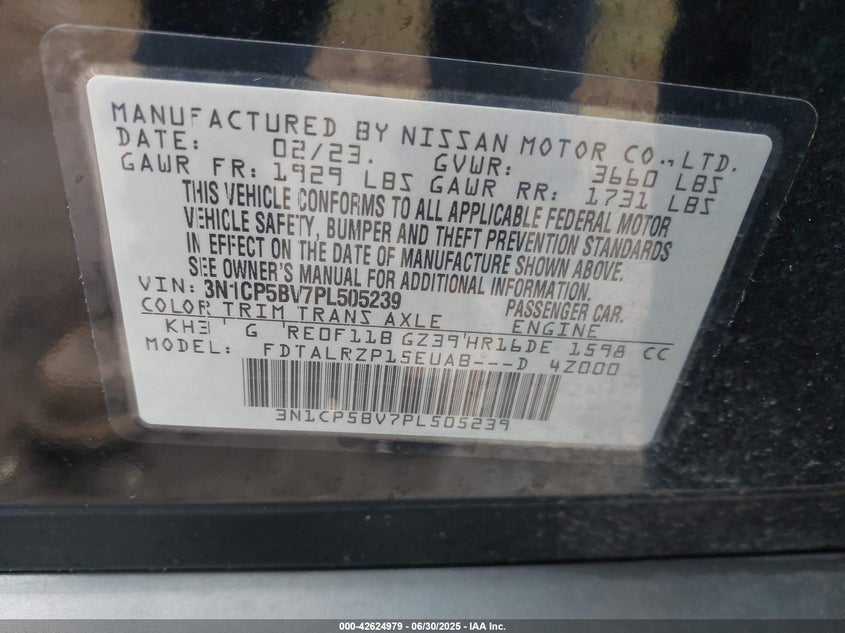 MANUFACTURED BY NISSAN MOTOR CO.,LTD.
DATE: 02/23. GVWR: 3660 LBS
GAWR FR: 1929 LBS GAWR RR: 1731 LBS
THIS VEHICLE CONFORMS TO ALL APPLICABLE FEDERAL MOTOR
VEHICLE SAFETY, BUMPER AND THEFT PREVENTION STANDARDS
IN EFFECT ON THE DATE OF MANUFACTURE SHOWN ABOVE.
SEE OWNER'S MANUAL FOR ADDITIONAL INFORMATION.
VIN: 3N1CP5BV7PL505239 PASSENGER CAR.
COLOR TRIM TRANS AXLE ENGINE
KH3 G RE0F11B GZ39 HR16DE 1598 CC
MODEL: FDTALRZP15EUAB---D 4Z000
3N1CP5BV7PL505239
000-42624979 - 06/30/2025 - IAA Inc.